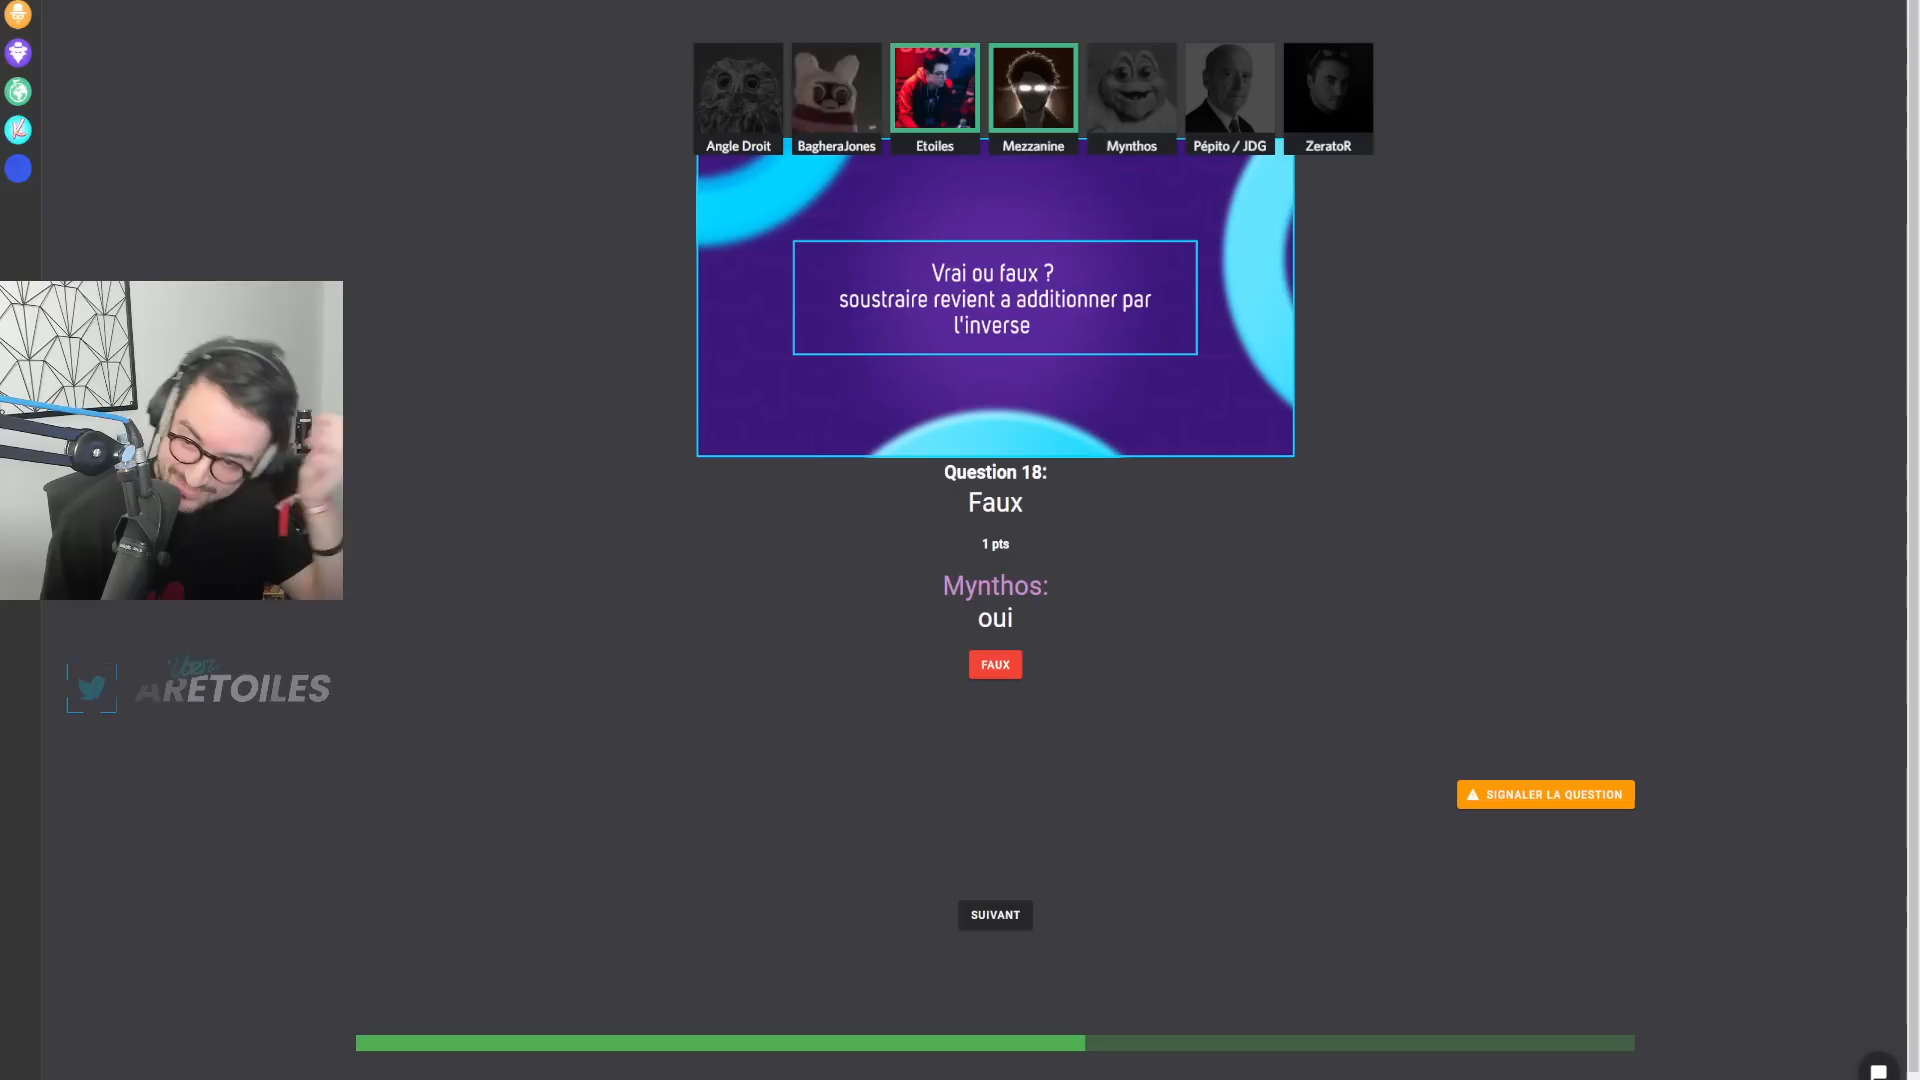 Angle Droit
BagheraJones
Etoiles
Mezzanine
Mynthos
Pépito / JDG
ZeratoR
Vrai ou faux ?
soustraire revient a additionner par
l'inverse
Question 18:
Faux
1 pts
Mynthos:
oui
FAUX
ARETOILES
SIGNALER LA QUESTION
SUIVANT